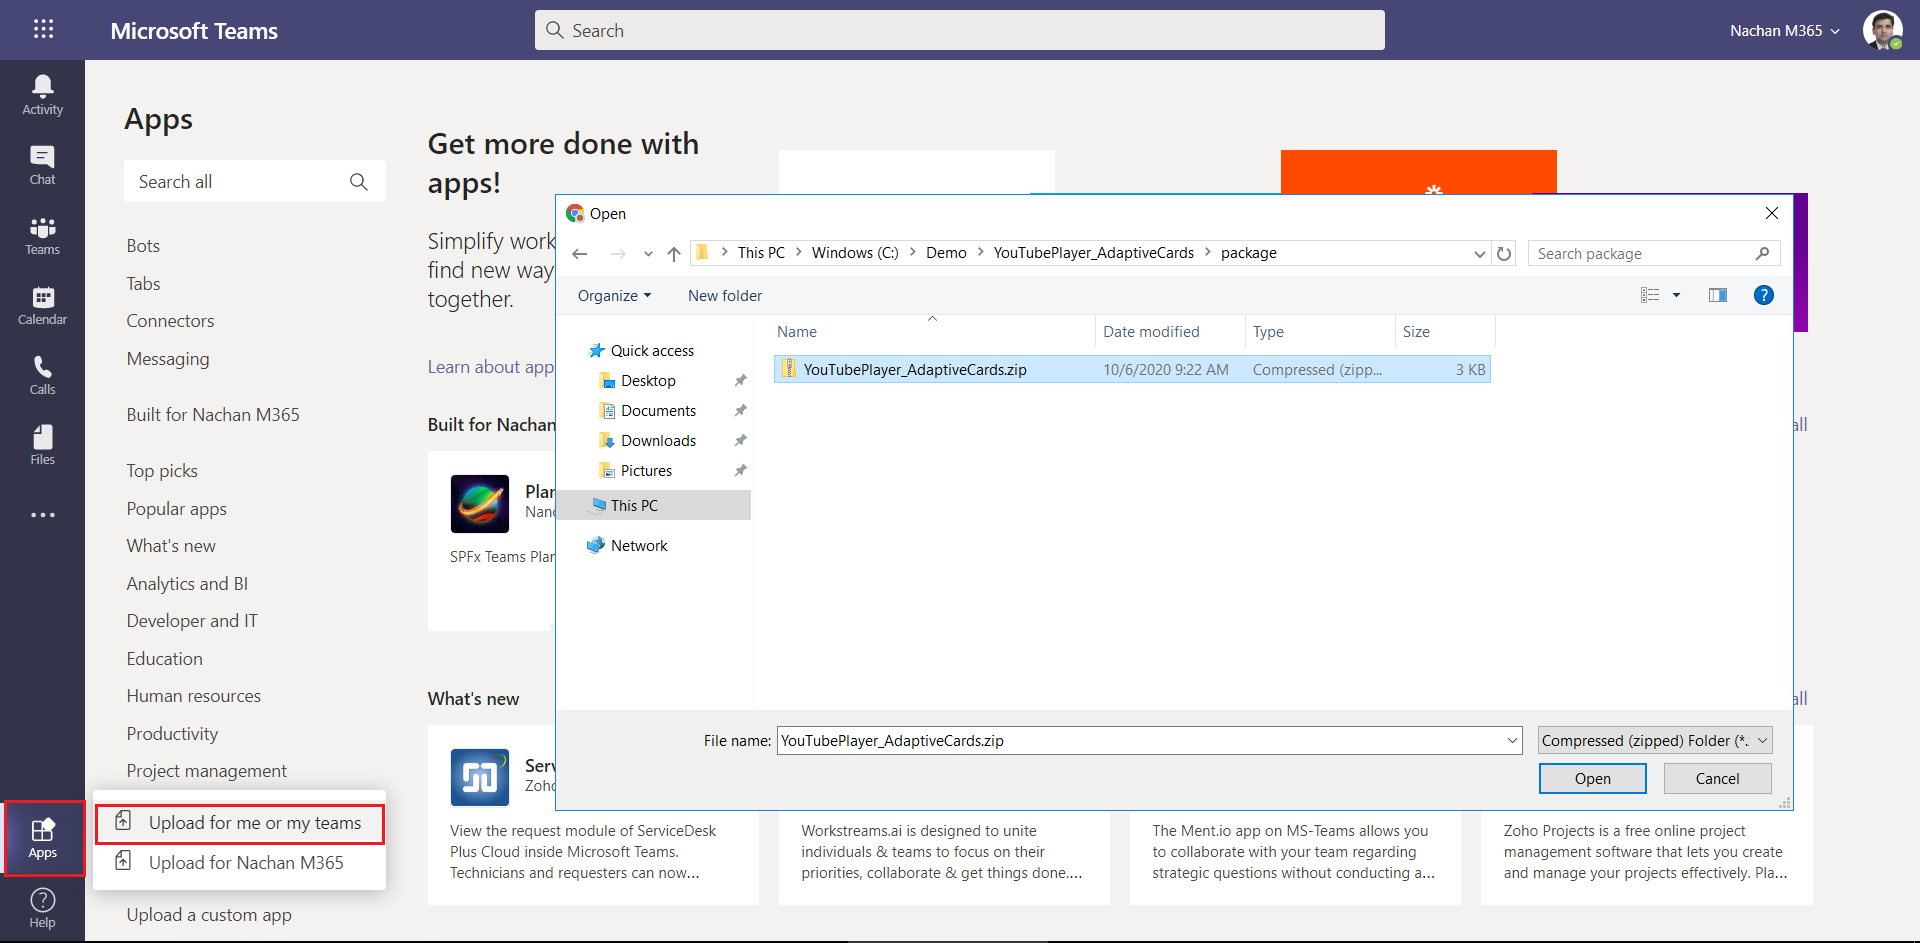 Microsoft Teams
Search
Nachan M365
Activity
Chat
Teams
Calendar
Calls
Files
Apps
Help
Apps
Search all
Bots
Tabs
Connectors
Messaging
Built for Nachan M365
Top picks
Popular apps
What's new
Analytics and BI
Developer and IT
Education
Human resources
Productivity
Project management
Upload for me or my teams
Upload for Nachan M365
Upload a custom app
Get more done with
apps!
Simplify work
find new way
together.
Learn about app
Built for Nachan
all
Plan
Nanc
SPFx Teams Plan
What's new
all
Serv
Zoho
View the request module of ServiceDesk
Plus Cloud inside Microsoft Teams.
Technicians and requesters can now...
Workstreams.ai is designed to unite
individuals & teams to focus on their
priorities, collaborate & get things done....
The Ment.io app on MS-Teams allows you
to collaborate with your team regarding
strategic questions without conducting a...
Zoho Projects is a free online project
management software that lets you create
and manage your projects effectively. Pla...
Open
This PC > Windows (C:) > Demo > YouTubePlayer_AdaptiveCards > package
Search package
Organize
New folder
Quick access
Desktop
Documents
Downloads
Pictures
This PC
Network
Name Date modified Type Size
YouTubePlayer_AdaptiveCards.zip 10/6/2020 9:22 AM Compressed (zipp... 3 KB
File name: YouTubePlayer_AdaptiveCards.zip
Compressed (zipped) Folder (*.
Open
Cancel